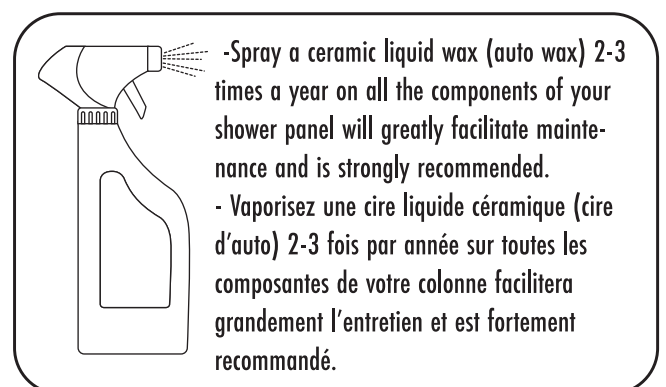 -Spray a ceramic liquid wax (auto wax) 2-3
times a year on all the components of your
shower panel will greatly facilitate mainte-
nance and is strongly recommended.
- Vaporisez une cire liquide céramique (cire
d'auto) 2-3 fois par année sur toutes les
composantes de votre colonne facilitera
grandement l'entretien et est fortement
recommandé.